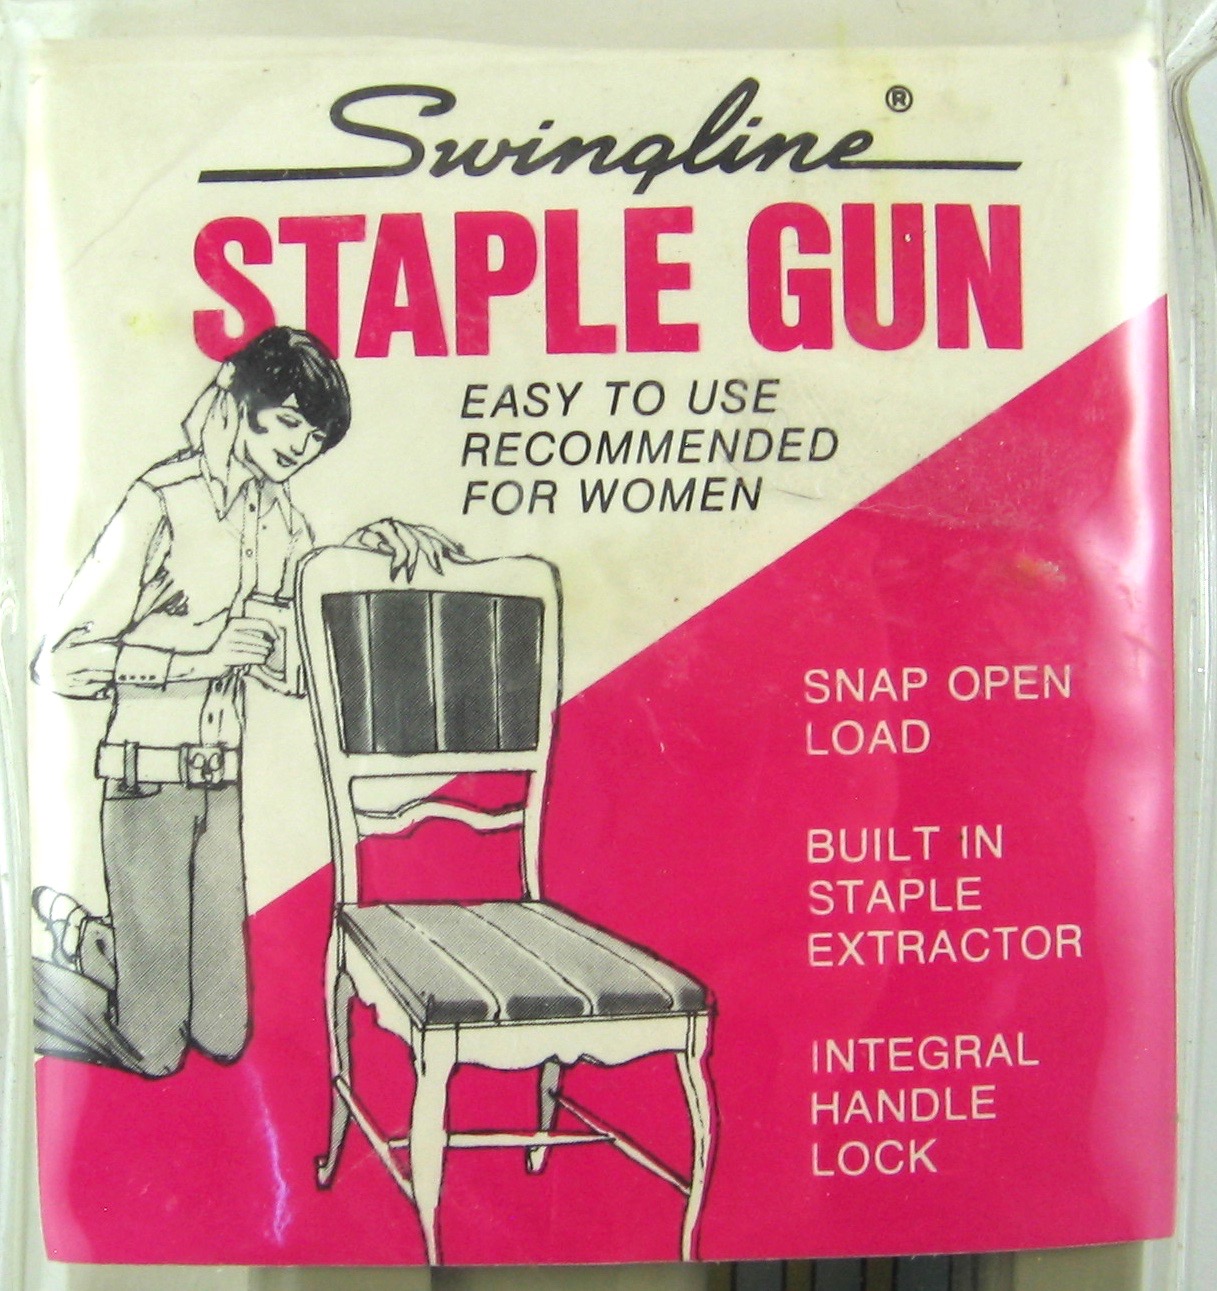 Swingline®
STAPLE GUN
EASY TO USE
RECOMMENDED
FOR WOMEN
SNAP OPEN
LOAD
BUILT IN
STAPLE
EXTRACTOR
INTEGRAL
HANDLE
LOCK